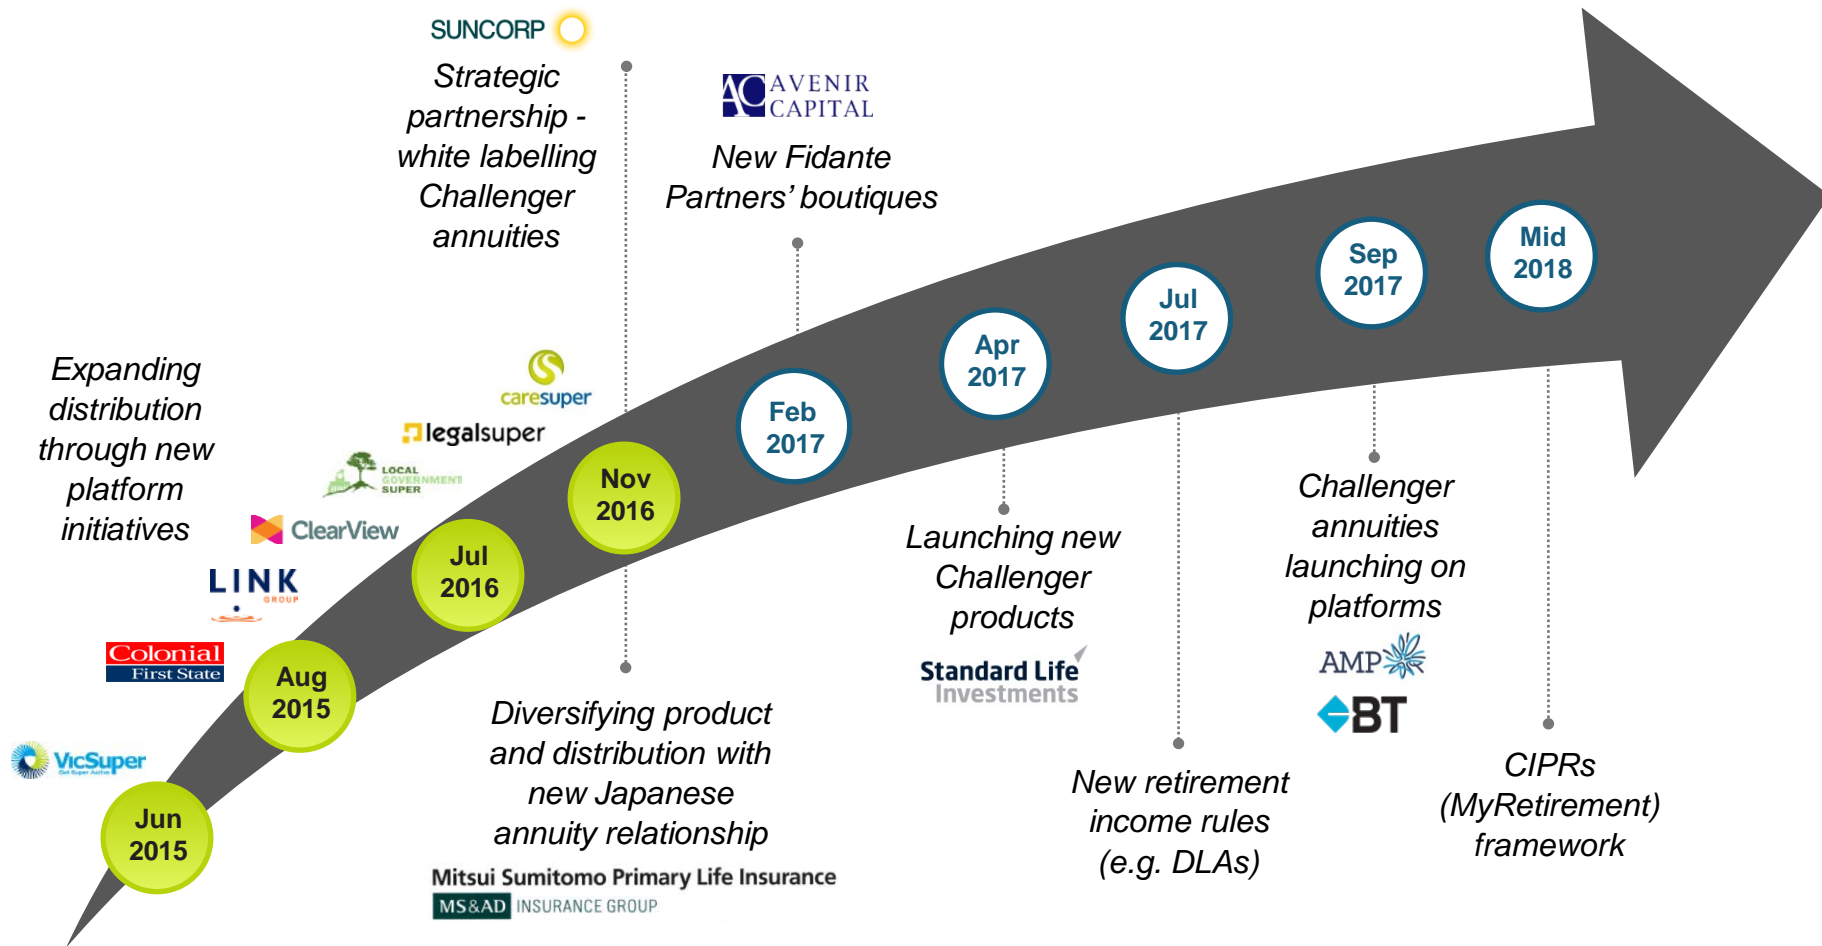 SUNCORP
Strategic
partnership -
white labelling
Challenger
annuities
AC AVENIR
CAPITAL
New Fidante
Partners’ boutiques
Expanding
distribution
through new
platform
initiatives
caresuper
legalsuper
LOCAL
GOVERNMENT
SUPER
ClearView
LINK
GROUP
Colonial
First State
VicSuper
Get Super Active
Jun
2015
Aug
2015
Jul
2016
Nov
2016
Feb
2017
Apr
2017
Jul
2017
Sep
2017
Mid
2018
Diversifying product
and distribution with
new Japanese
annuity relationship
Mitsui Sumitomo Primary Life Insurance
MS&AD INSURANCE GROUP
Launching new
Challenger
products
Standard Life
Investments
New retirement
income rules
(e.g. DLAs)
Challenger
annuities
launching on
platforms
AMP
BT
CIPRs
(MyRetirement)
framework